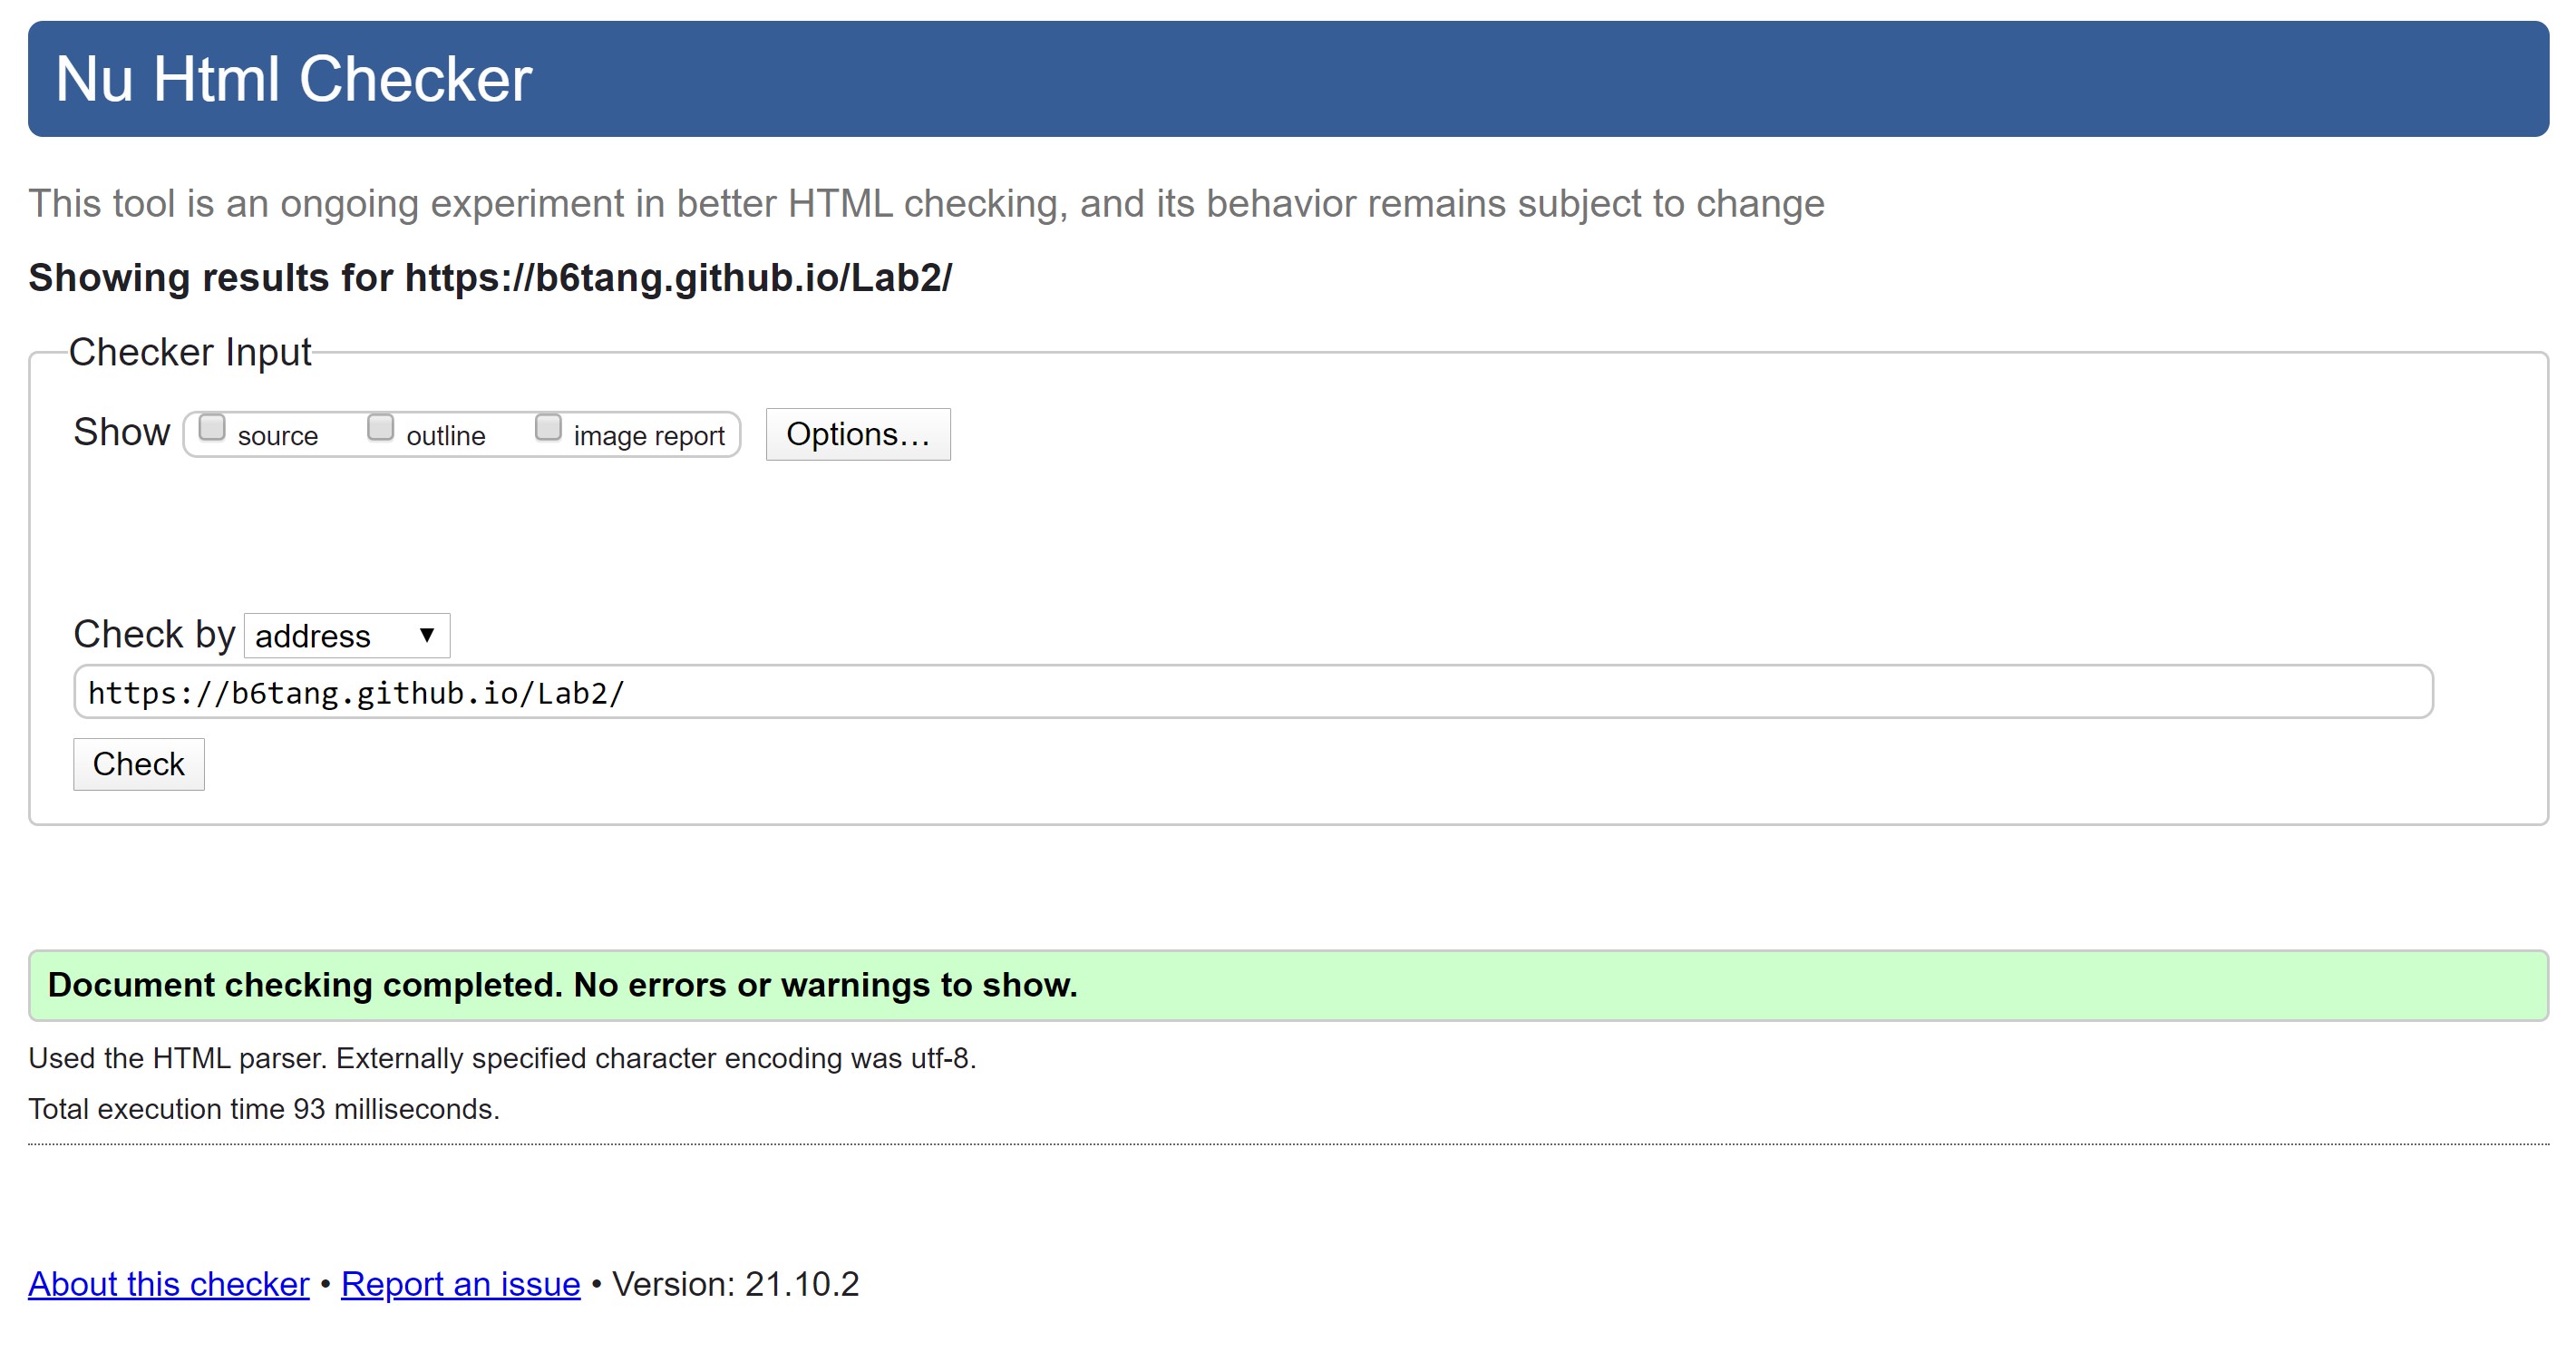 Nu Html Checker
This tool is an ongoing experiment in better HTML checking, and its behavior remains subject to change
Showing results for https://b6tang.github.io/Lab2/
Checker Input
Show source outline image report Options…
Check by address ▼
https://b6tang.github.io/Lab2/
Check
Document checking completed. No errors or warnings to show.
Used the HTML parser. Externally specified character encoding was utf-8.
Total execution time 93 milliseconds.
About this checker • Report an issue • Version: 21.10.2